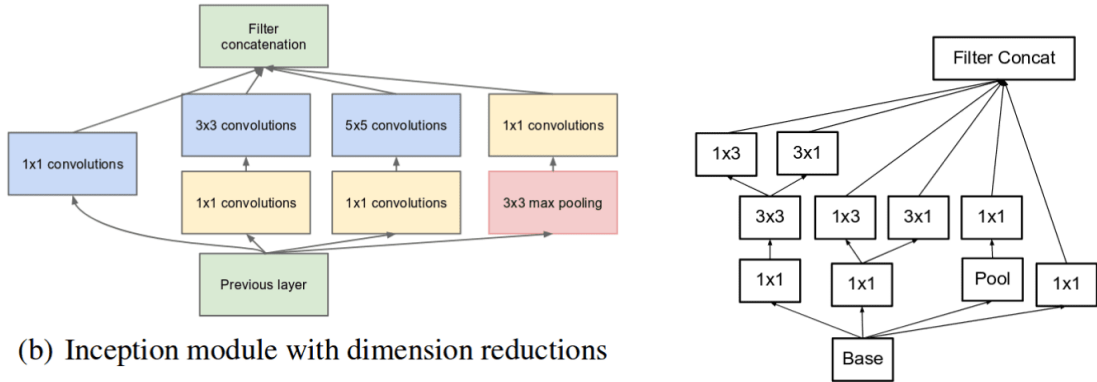 Filter
concatenation
3x3 convolutions
5x5 convolutions
1x1 convolutions
1x1 convolutions
1x1 convolutions
1x1 convolutions
3x3 max pooling
Previous layer
(b) Inception module with dimension reductions
Filter Concat
1x3
3x1
3x3
1x3
3x1
1x1
1x1
1x1
Pool
1x1
Base